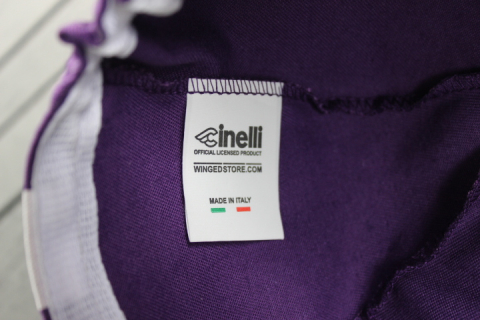 Cinelli
OFFICIAL LICENSED PRODUCT
WINGEDSTORE.COM
MADE IN ITALY